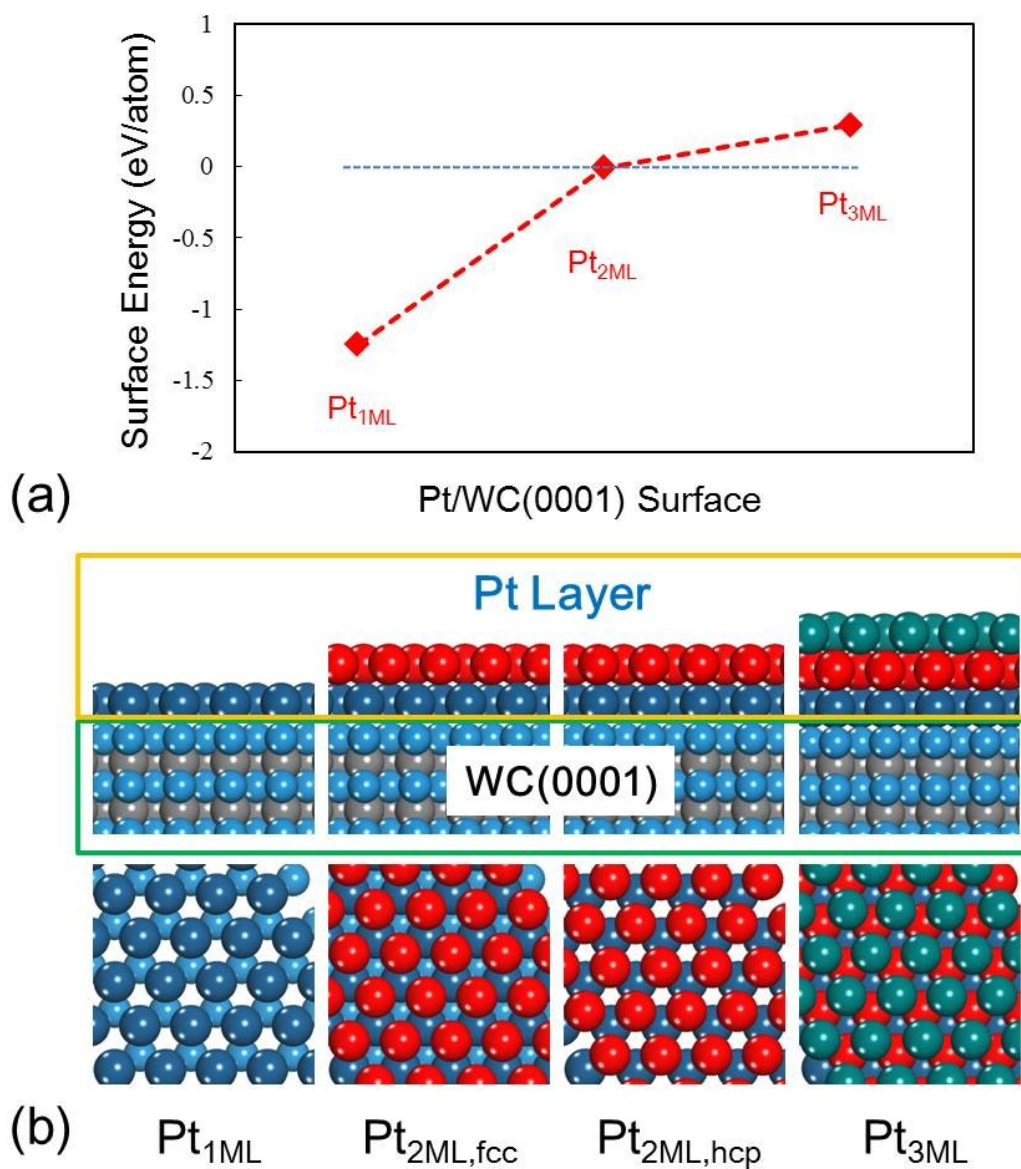 1
0.5
0
-0.5
-1
-1.5
-2
Surface Energy (eV/atom)
Pt1ML
Pt2ML
Pt3ML
(a)
Pt/WC(0001) Surface
Pt Layer
WC(0001)
(b)
Pt1ML
Pt2ML,fcc
Pt2ML,hcp
Pt3ML